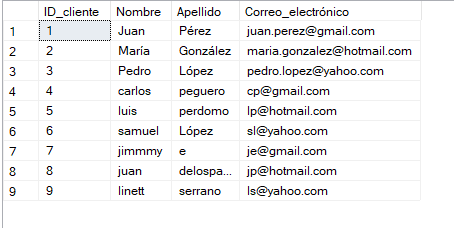 ID_cliente Nombre Apellido Correo_electrónico
1 1 Juan Pérez juan.perez@gmail.com
2 2 María González maria.gonzalez@hotmail.com
3 3 Pedro López pedro.lopez@yahoo.com
4 4 carlos peguero cp@gmail.com
5 5 luis perdomo lp@hotmail.com
6 6 samuel López sl@yahoo.com
7 7 jimmmy e je@gmail.com
8 8 juan delospa... jp@hotmail.com
9 9 linett serrano ls@yahoo.com